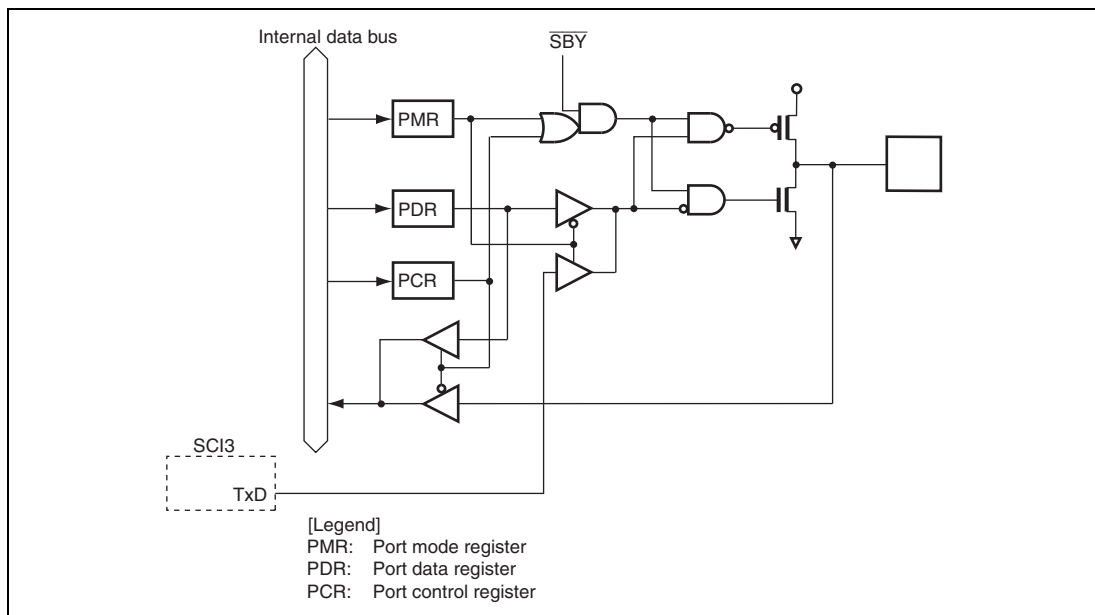 Internal data bus
SBY
PMR
PDR
PCR
SCI3
TxD
[Legend]
PMR: Port mode register
PDR: Port data register
PCR: Port control register